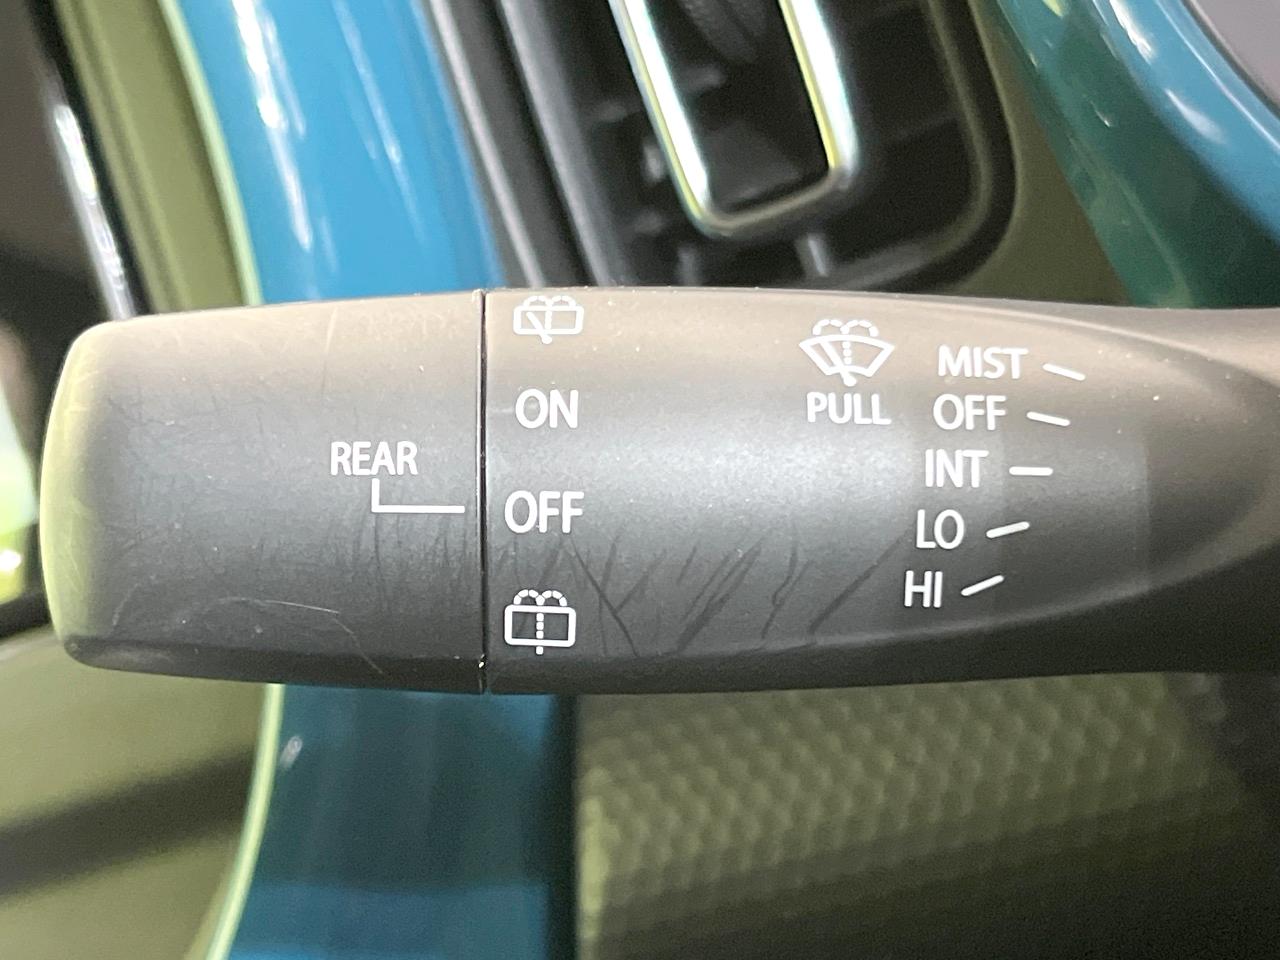 REAR
ON
OFF
PULL
MIST
OFF
INT
LO
HI